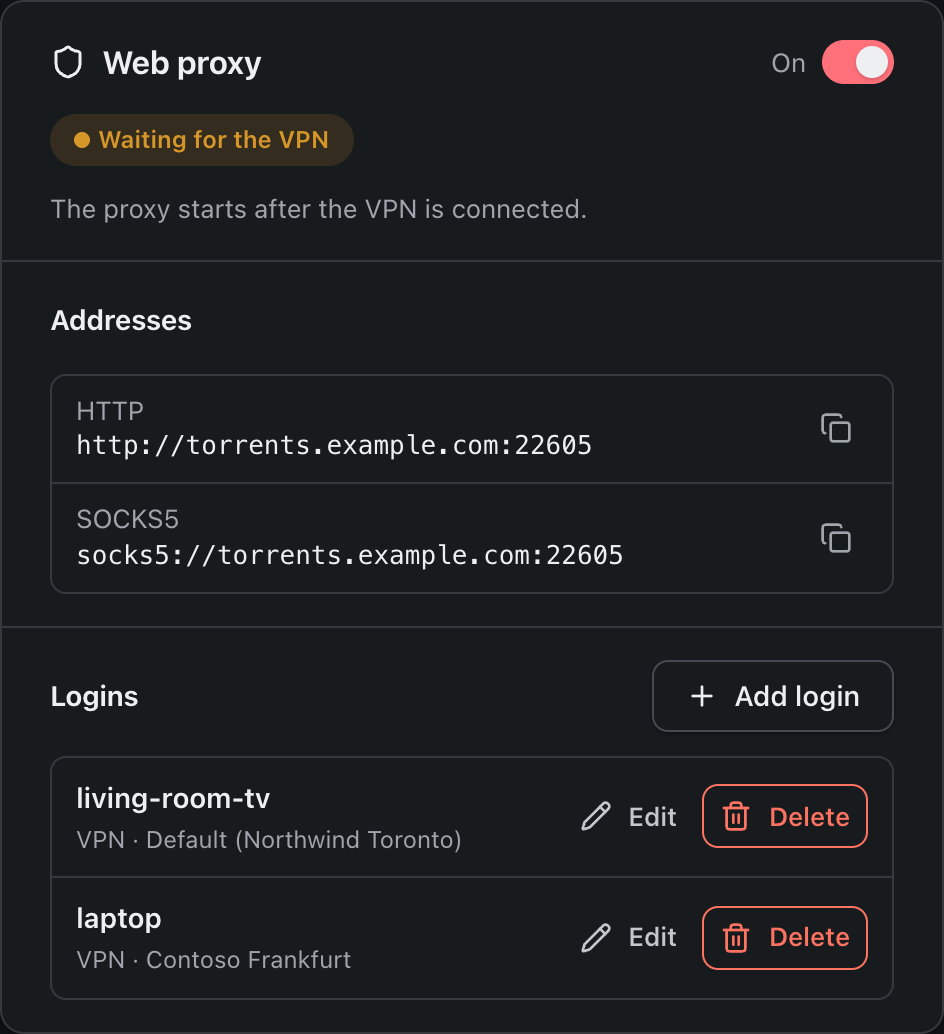 Web proxy
On
Waiting for the VPN
The proxy starts after the VPN is connected.
Addresses
HTTP
http://torrents.example.com:22605
SOCKS5
socks5://torrents.example.com:22605
Logins
Add login
living-room-tv
VPN · Default (Northwind Toronto)
Edit
Delete
laptop
VPN · Contoso Frankfurt
Edit
Delete